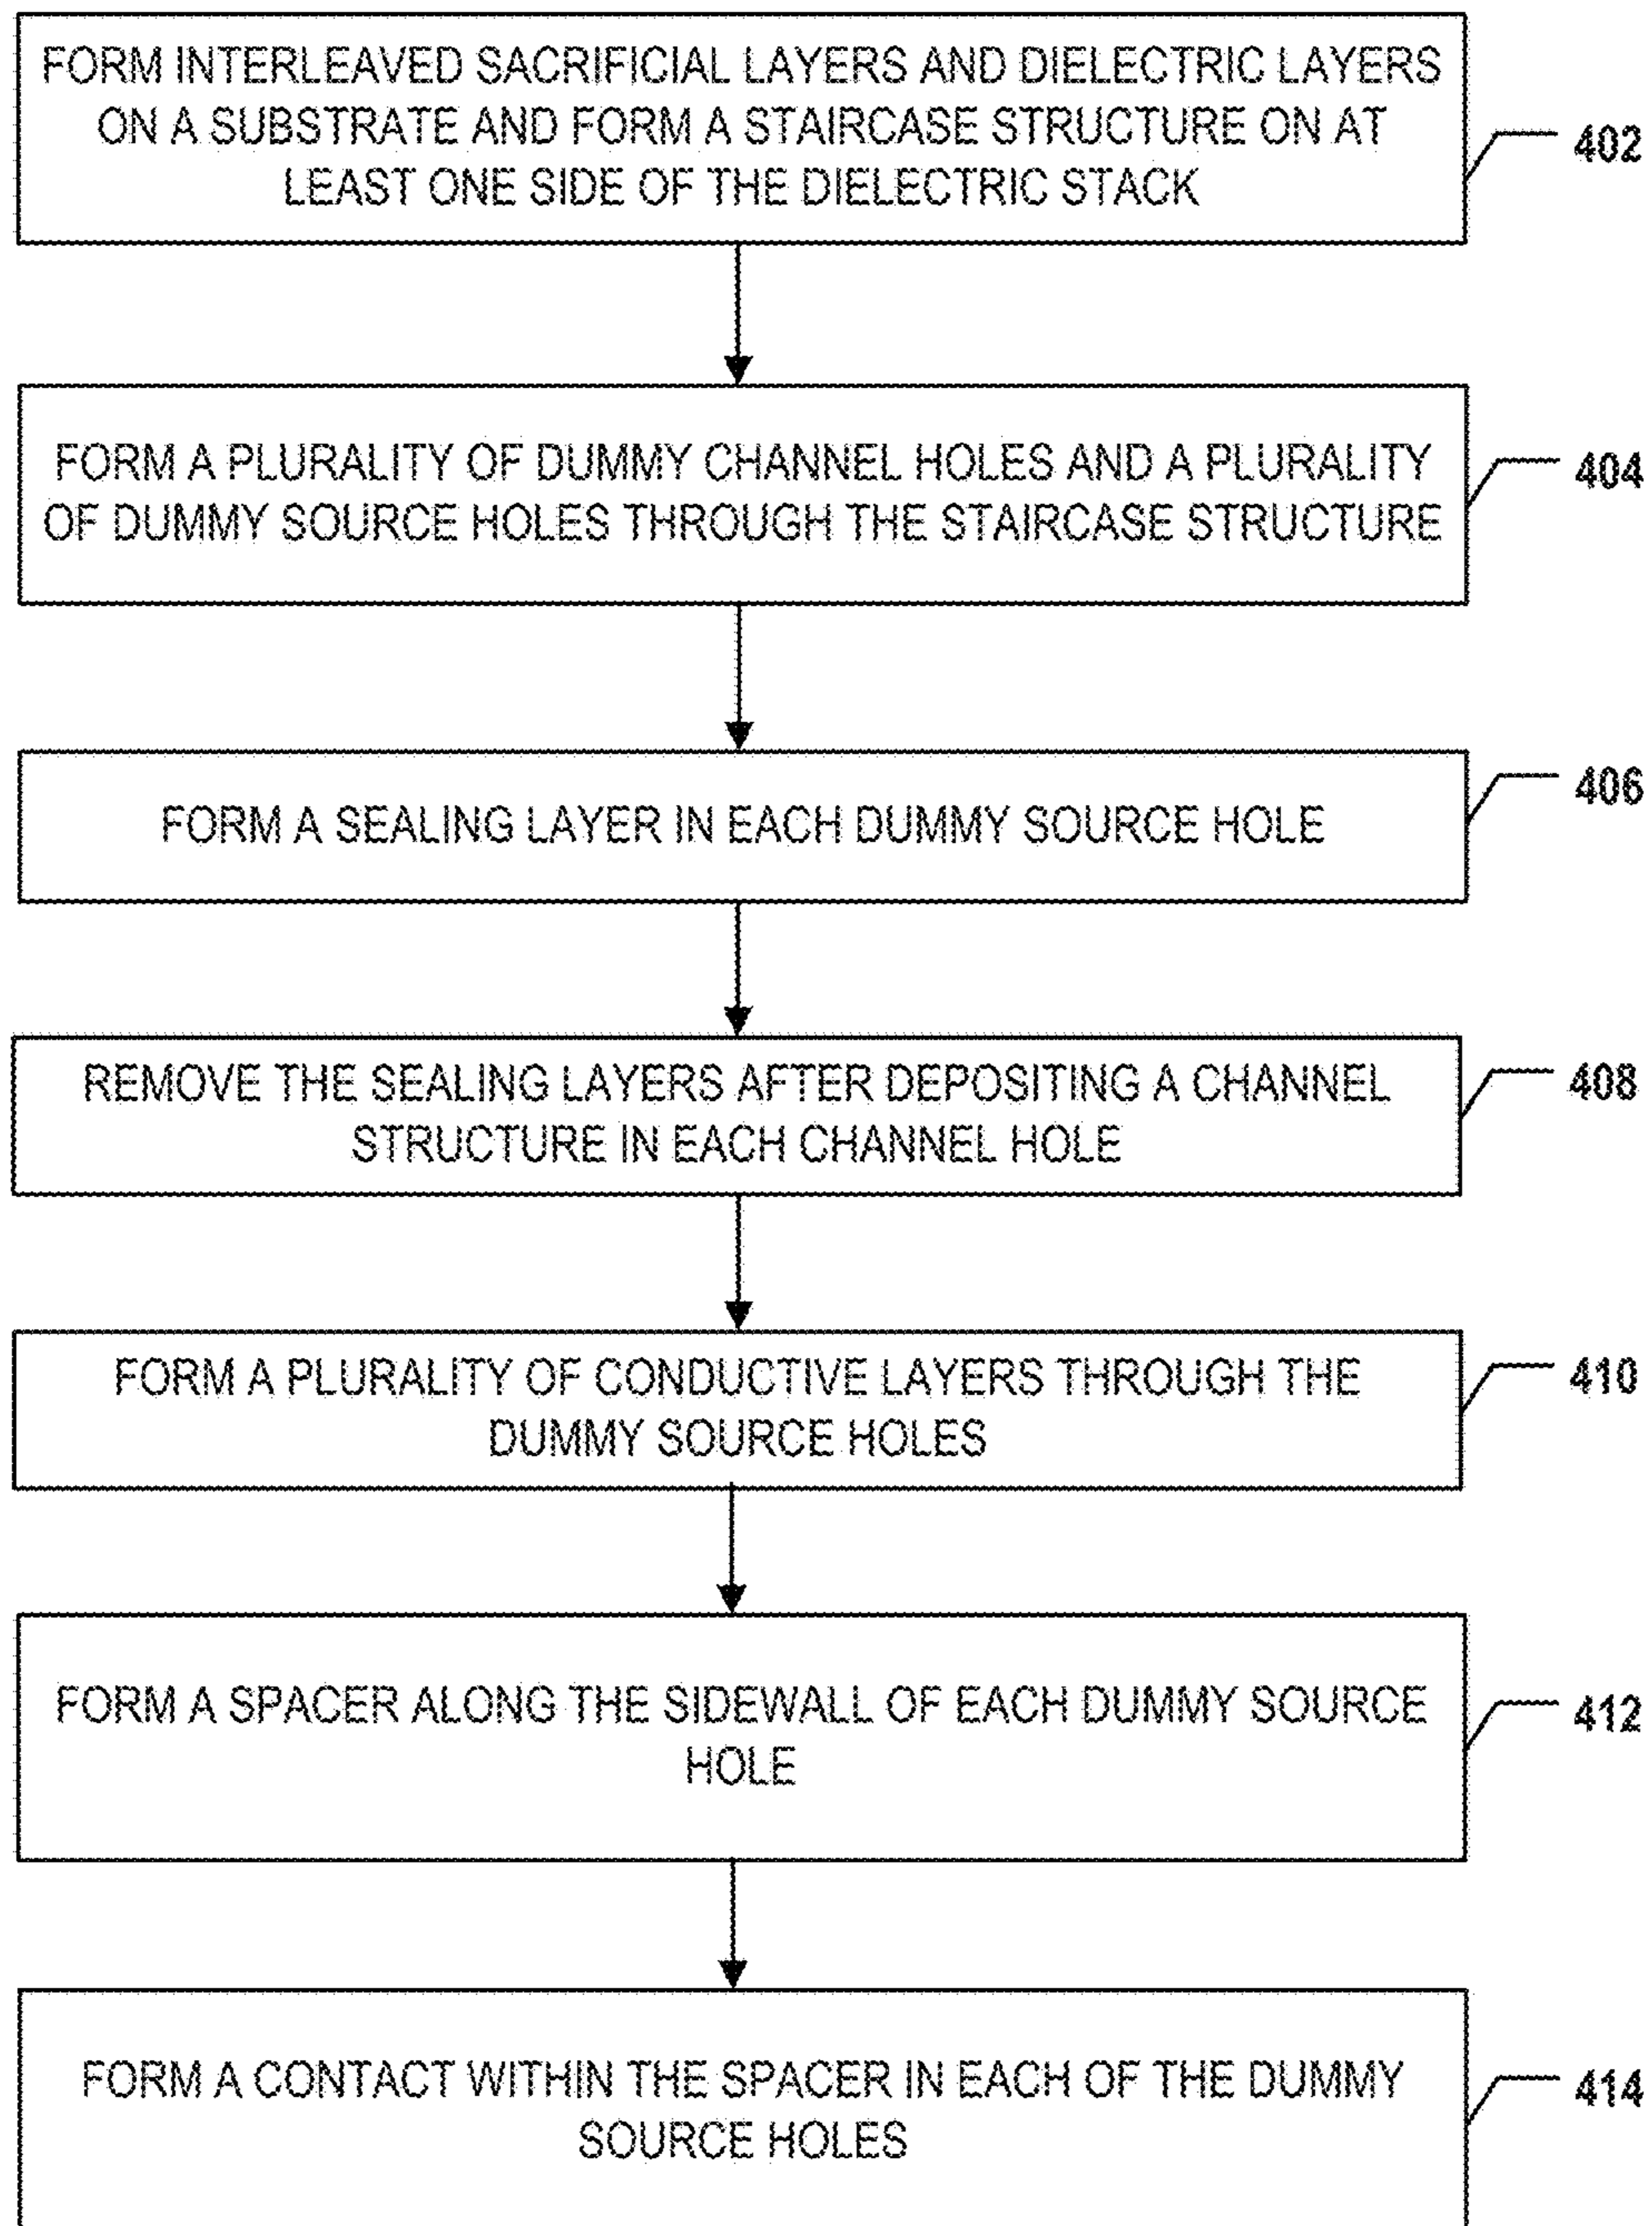 FORM INTERLEAVED SACRIFICIAL LAYERS AND DIELECTRIC LAYERS
ON A SUBSTRATE AND FORM A STAIRCASE STRUCTURE ON AT
LEAST ONE SIDE OF THE DIELECTRIC STACK
402
FORM A PLURALITY OF DUMMY CHANNEL HOLES AND A PLURALITY
OF DUMMY SOURCE HOLES THROUGH THE STAIRCASE STRUCTURE
404
FORM A SEALING LAYER IN EACH DUMMY SOURCE HOLE
406
REMOVE THE SEALING LAYERS AFTER DEPOSITING A CHANNEL
STRUCTURE IN EACH CHANNEL HOLE
408
FORM A PLURALITY OF CONDUCTIVE LAYERS THROUGH THE
DUMMY SOURCE HOLES
410
FORM A SPACER ALONG THE SIDEWALL OF EACH DUMMY SOURCE
HOLE
412
FORM A CONTACT WITHIN THE SPACER IN EACH OF THE DUMMY
SOURCE HOLES
414